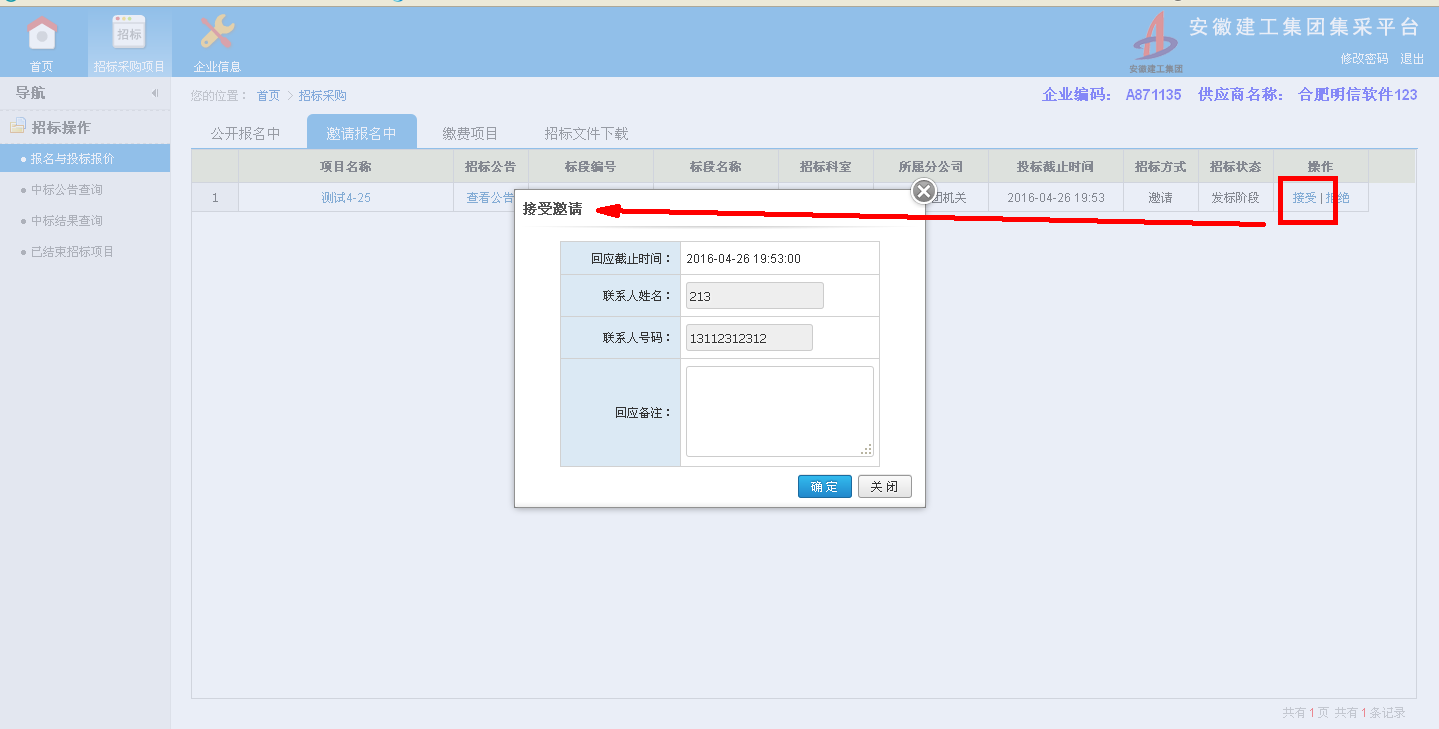 安徽建工集团集采平台
招标
首页
招标采购项目
企业信息
安徽建工集团
修改密码 退出
导航
您的位置： 首页 > 招标采购
企业编码： A871135 供应商名称： 合肥明信软件123
招标操作
报名与投标报价
中标公告查询
中标结果查询
已结束招标项目
公开报名中 邀请报名中 缴费项目 招标文件下载
项目名称 招标公告 标段编号 标段名称 招标科室 所属分公司 投标截止时间 招标方式 招标状态 操作
1 测试4-25 查看公告 团机关 2016-04-26 19:53 邀请 发标阶段 接受 | 拒绝
接受邀请
回应截止时间： 2016-04-26 19:53:00
联系人姓名： 213
联系人号码： 13112312312
回应备注：
确定 关闭
共有1页 共有1条记录